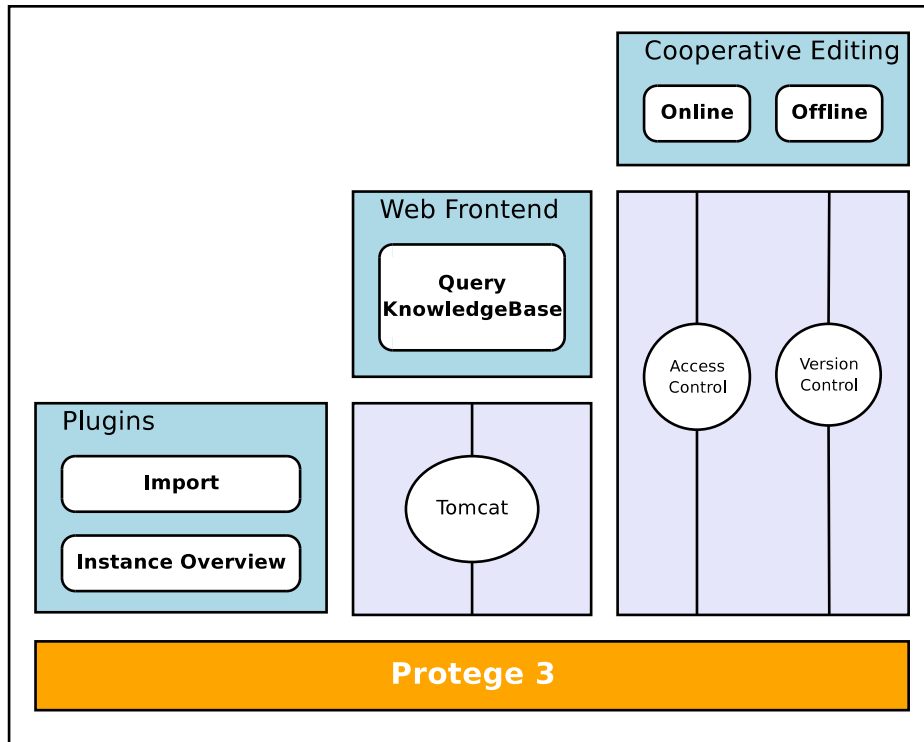 Cooperative Editing
Online
Offline
Web Frontend
Query
KnowledgeBase
Access
Control
Version
Control
Plugins
Import
Instance Overview
Tomcat
Protege 3